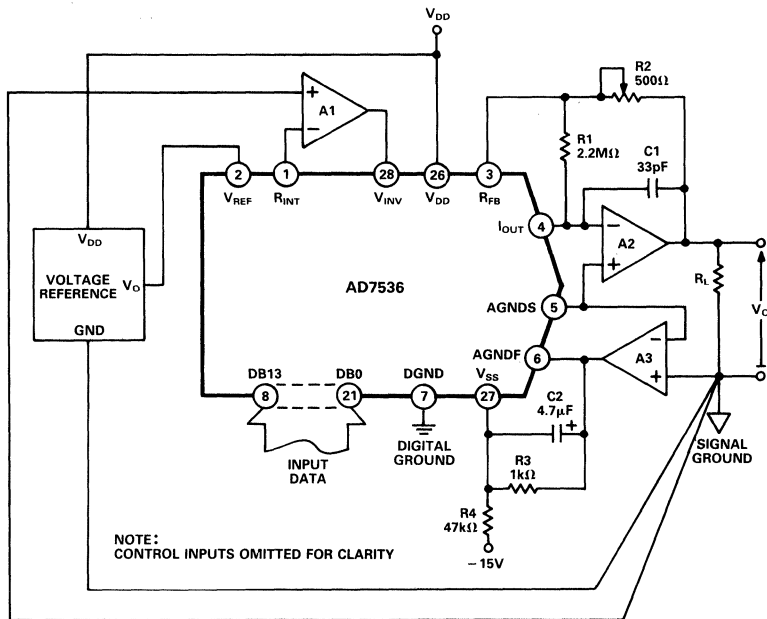 VDD
R2
500Ω
+
A1
−
R1
2.2MΩ
C1
33pF
2
1
28
26
3
VREF
RINT
VINV
VDD
RFB
IOUT
4
−
A2
+
VDD
VOLTAGE
REFERENCE
VO
GND
AD7536
AGNDS
5
RL
AGNDF
6
−
A3
+
DB13
DB0
DGND
VSS
8
21
7
27
C2
4.7µF
+
INPUT
DATA
DIGITAL
GROUND
R3
1kΩ
SIGNAL
GROUND
R4
47kΩ
−15V
NOTE:
CONTROL INPUTS OMITTED FOR CLARITY